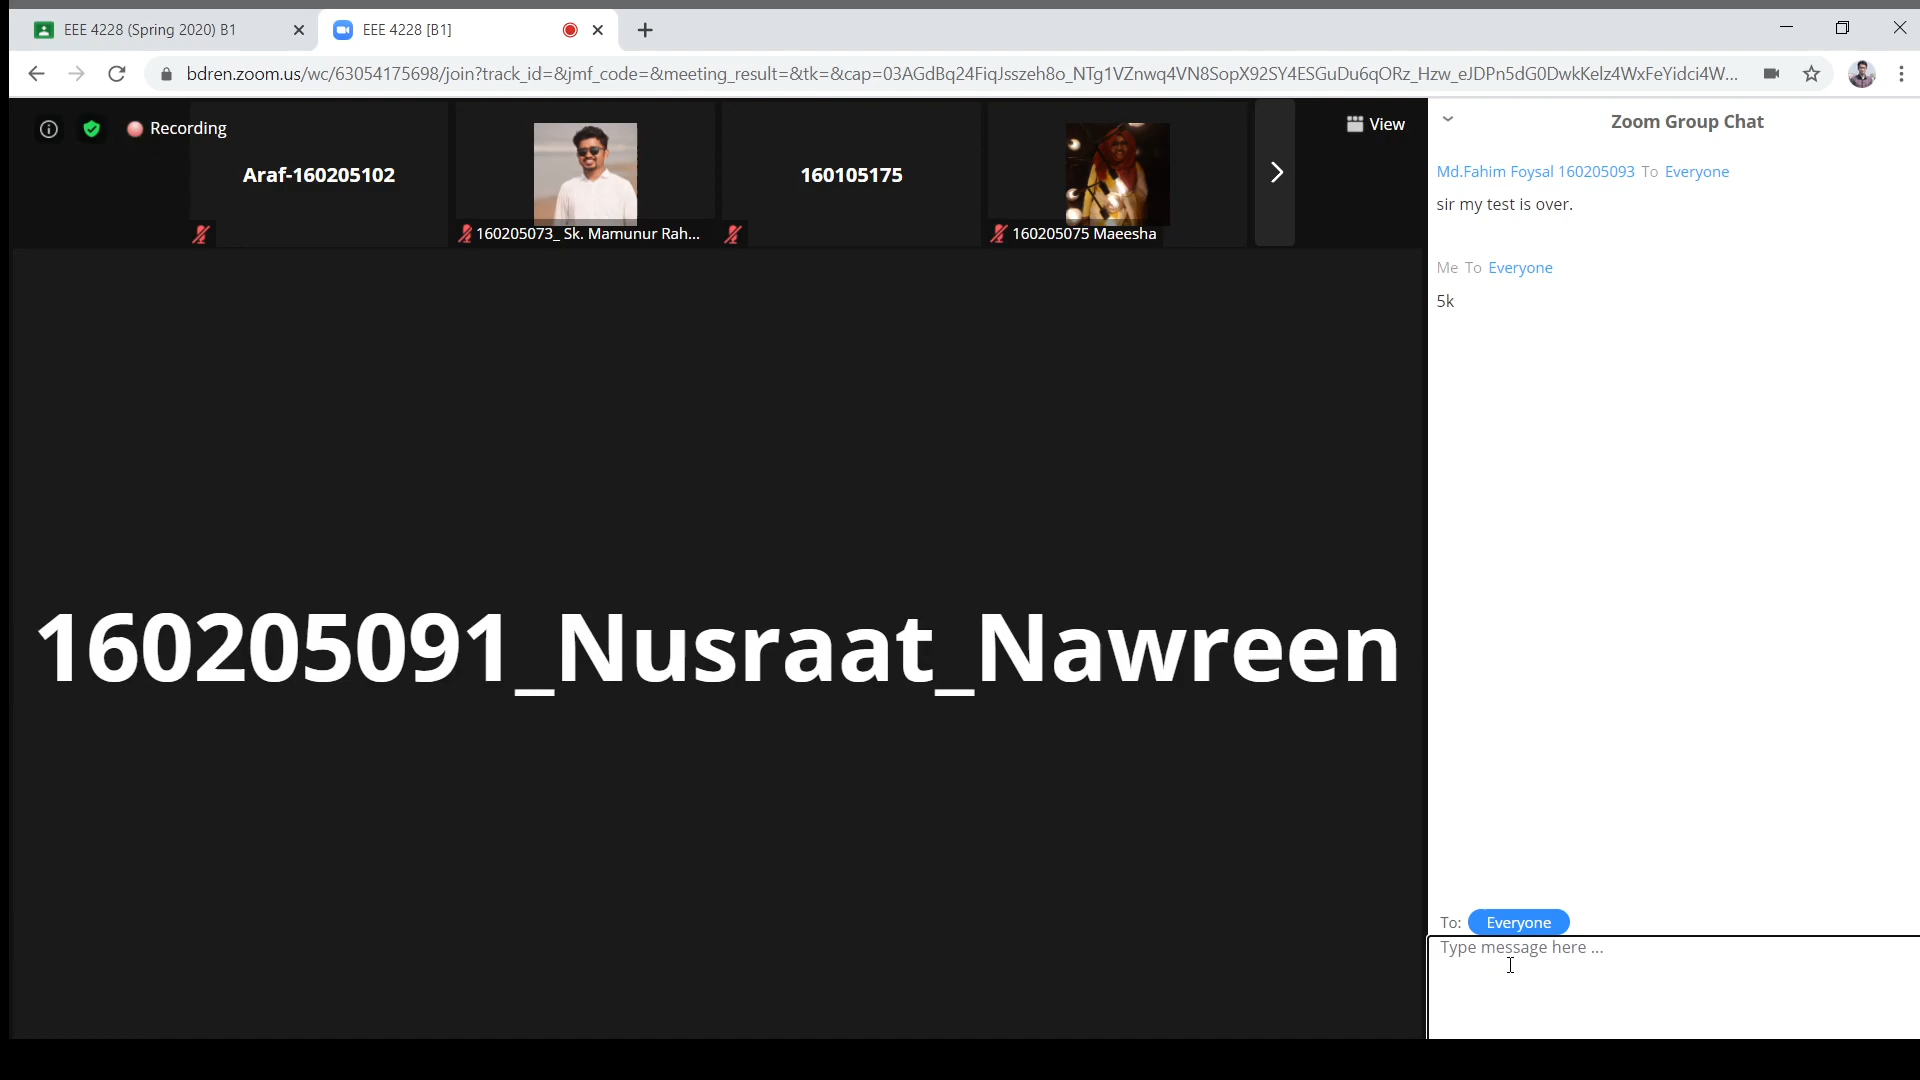 EEE 4228 (Spring 2020) B1
EEE 4228 [B1]
bdren.zoom.us/wc/63054175698/join?track_id=&jmf_code=&meeting_result=&tk=&cap=03AGdBq24FiqJsszeh8o_NTg1VZnwq4VN8SopX92SY4ESGuDu6qORz_Hzw_eJDPn5dG0DwkKelz4WxFeYidci4W...
Recording
View
Araf-160205102
160205073_ Sk. Mamunur Rah...
160105175
160205075 Maeesha
160205091_Nusraat_Nawreen
Zoom Group Chat
Md.Fahim Foysal 160205093 To Everyone
sir my test is over.
Me To Everyone
5k
To: Everyone
Type message here ...